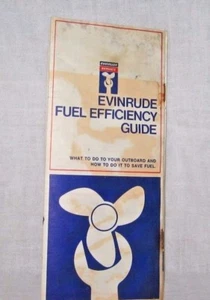 EVINRUDE
FUEL EFFICIENCY
GUIDE
WHAT TO DO TO YOUR OUTBOARD AND
HOW TO DO IT TO SAVE FUEL.